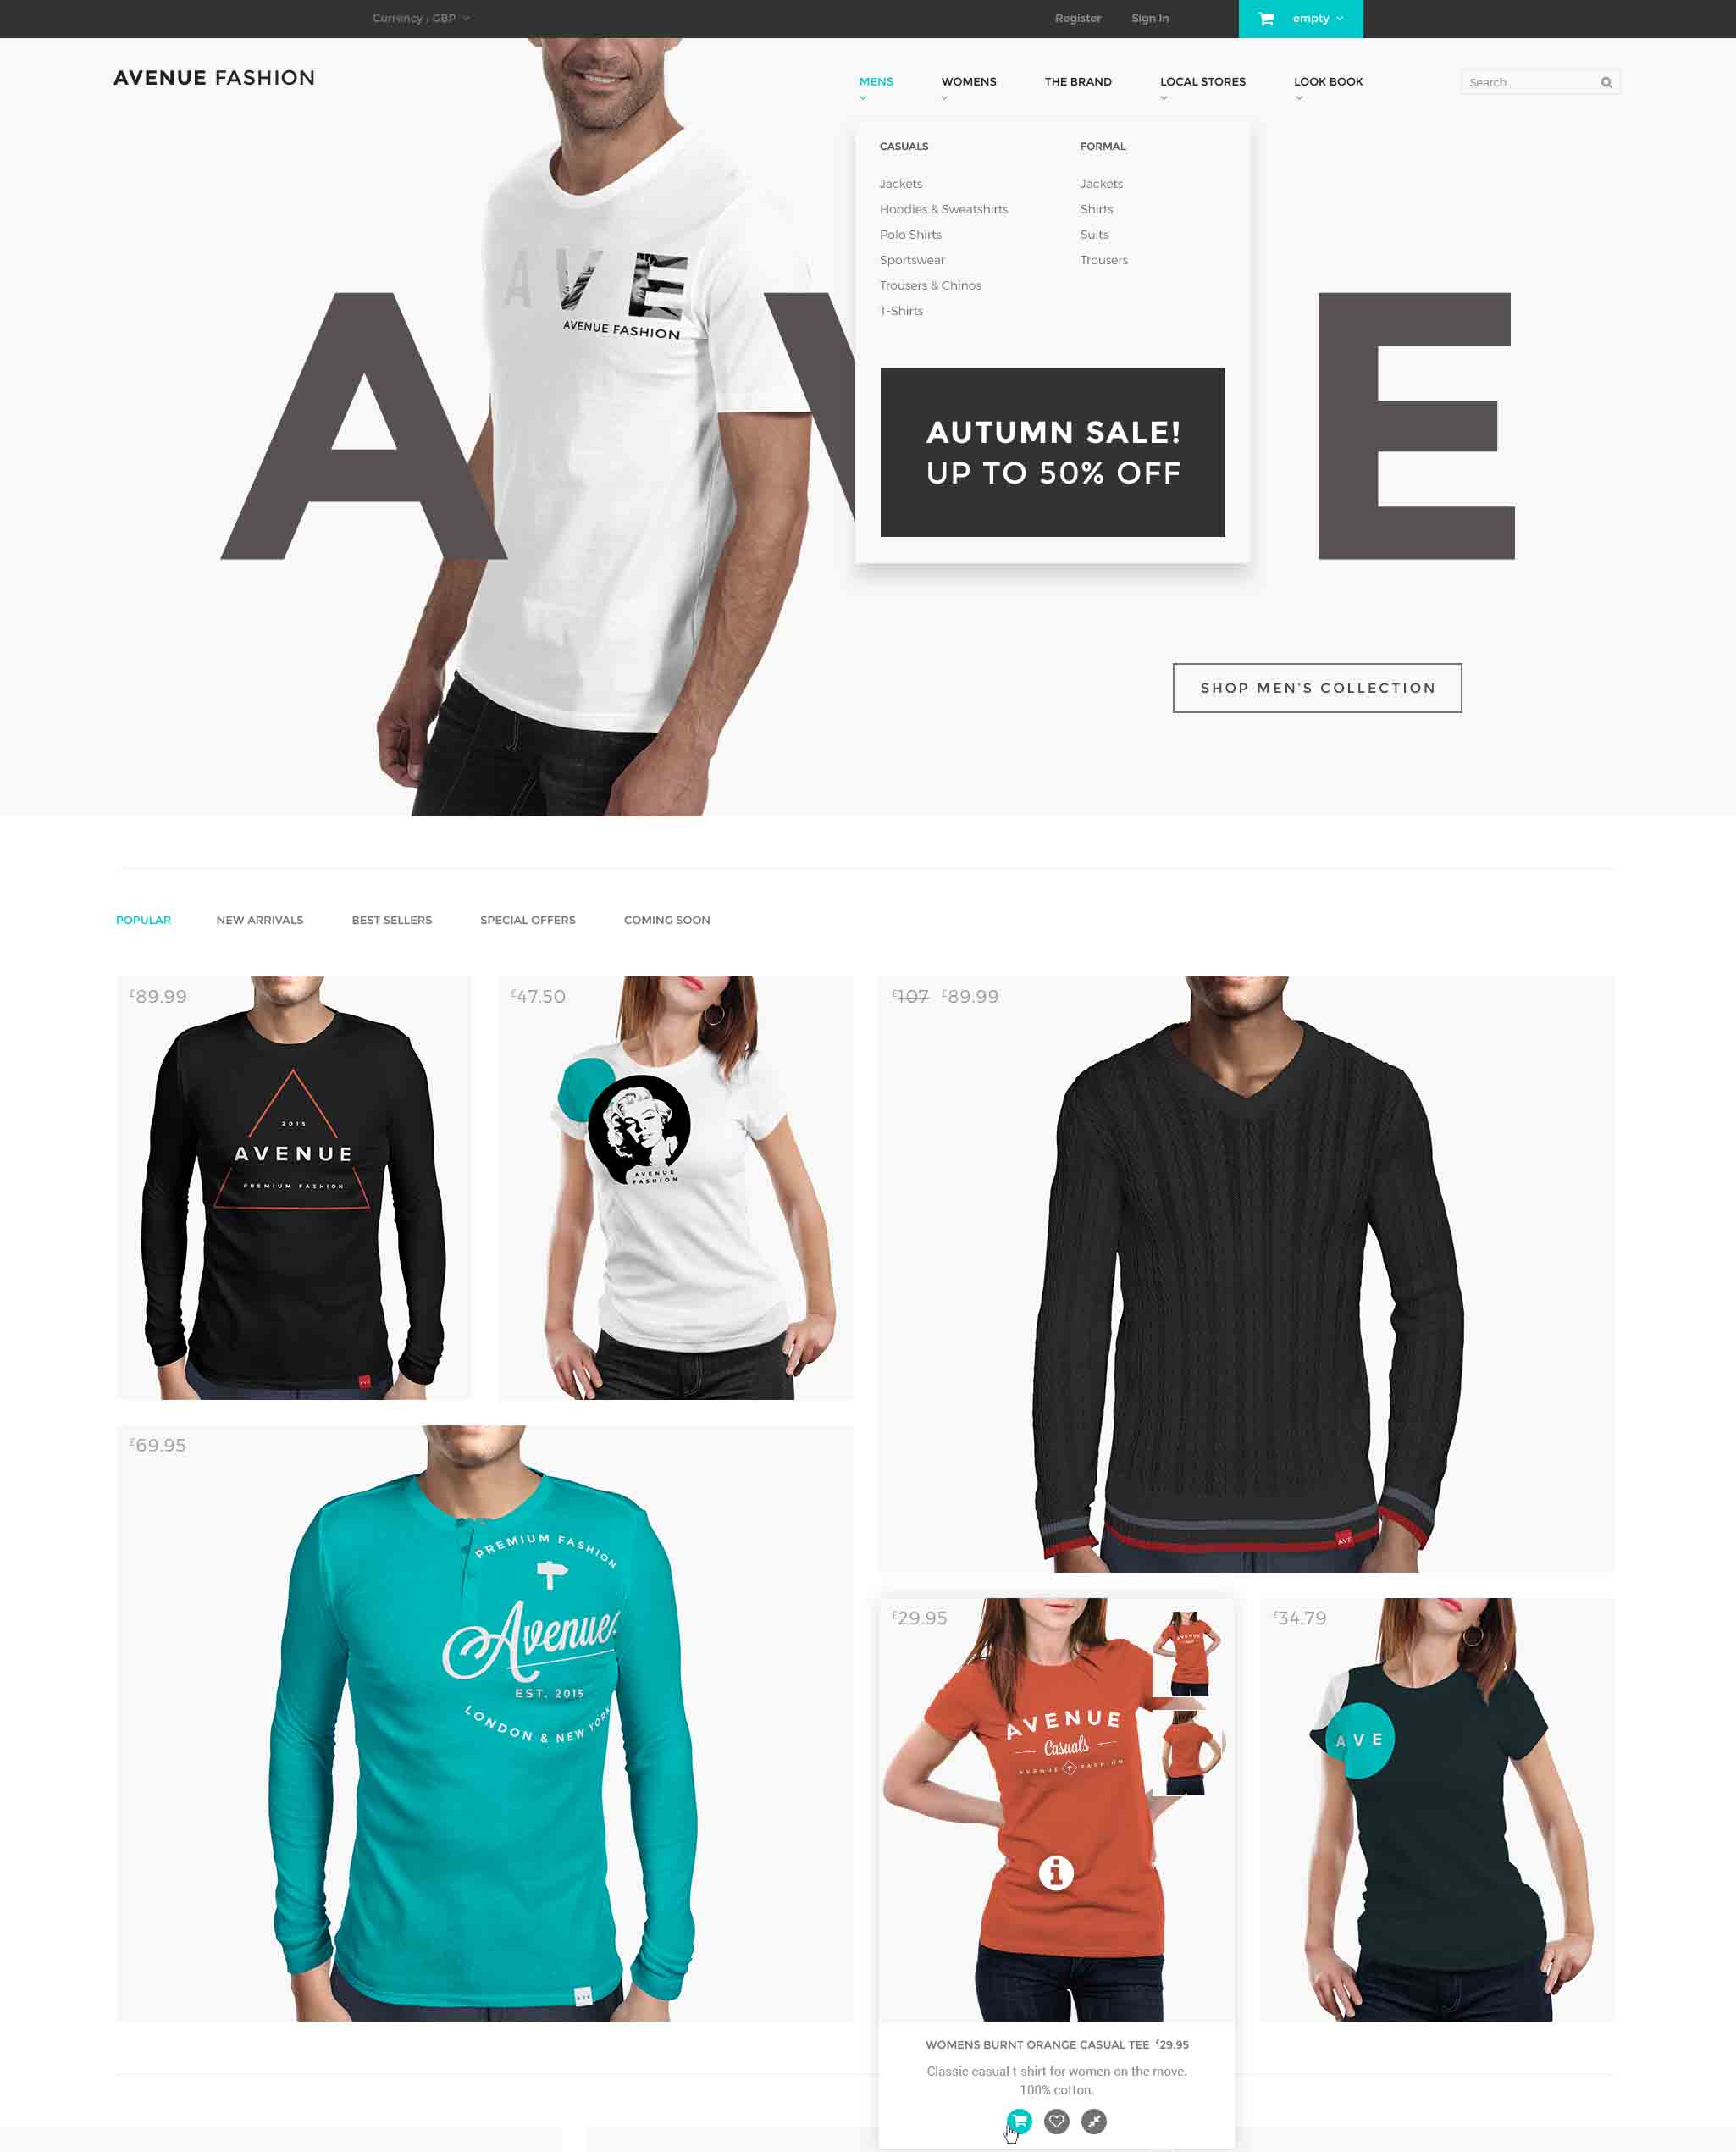 Currency : GBP
Register
Sign In
empty
AVENUE FASHION
MENS
WOMENS
THE BRAND
LOCAL STORES
LOOK BOOK
Search..
CASUALS
Jackets
Hoodies & Sweatshirts
Polo Shirts
Sportswear
Trousers & Chinos
T-Shirts
FORMAL
Jackets
Shirts
Suits
Trousers
AUTUMN SALE!
UP TO 50% OFF
AVE
AVENUE FASHION
A V E
SHOP MEN'S COLLECTION
POPULAR
NEW ARRIVALS
BEST SELLERS
SPECIAL OFFERS
COMING SOON
£89.99
2015
AVENUE
PREMIUM FASHION
AVE
£47.50
AVENUE
FASHION
£107 £89.99
AVE
£69.95
PREMIUM FASHION
Avenue
EST. 2015
LONDON & NEW YORK
AVE
£29.95
AVENUE
Casuals
AVENUE FASHION
AVENUE
£34.79
AVE
WOMENS BURNT ORANGE CASUAL TEE £29.95
Classic casual t-shirt for women on the move.
100% cotton.